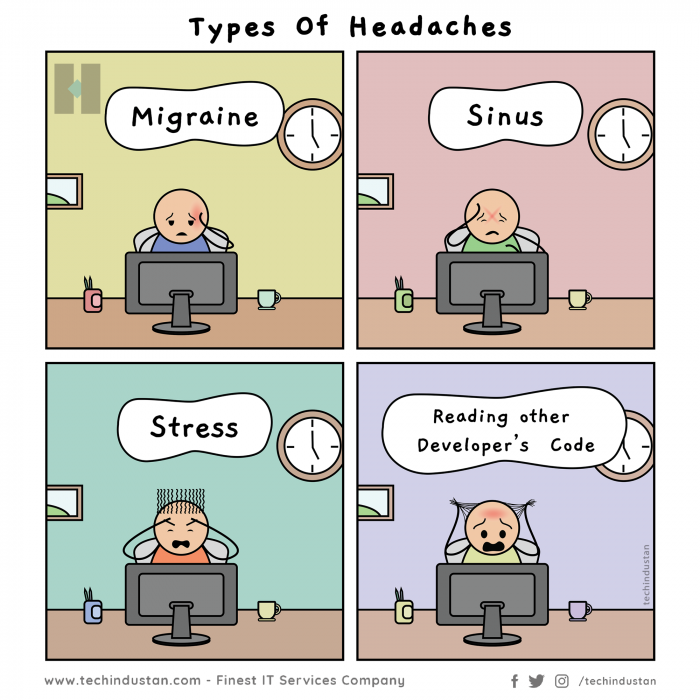 Types Of Headaches
Migraine
Sinus
Stress
Reading other
Developer's Code
techindustan
www.techindustan.com - Finest IT Services Company
/techindustan